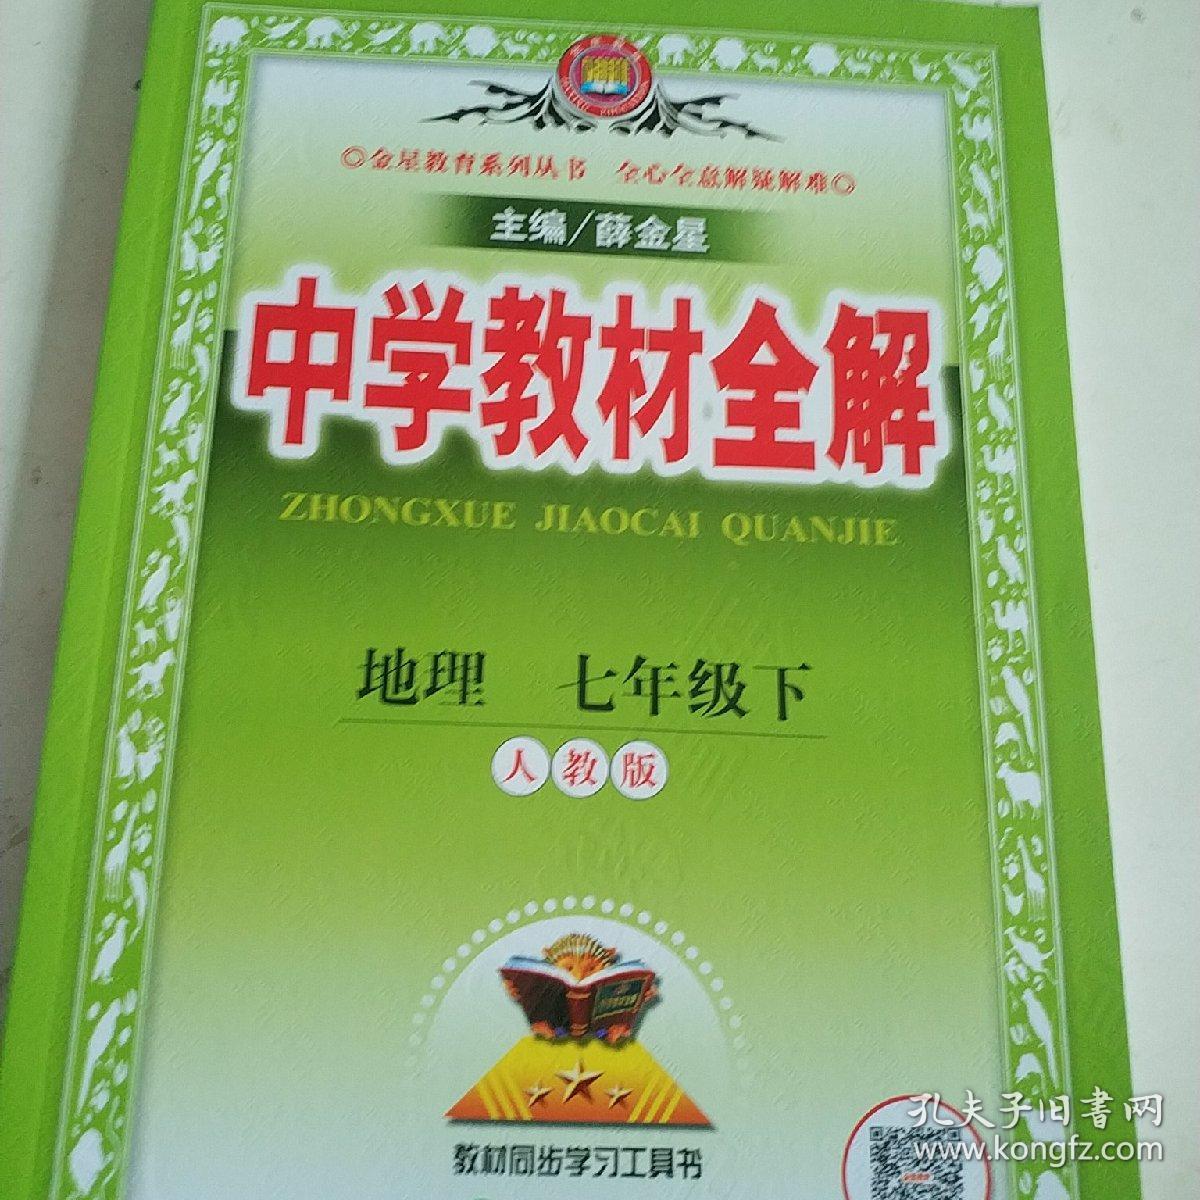 ◎金星教育系列丛书 全心全意解疑解难◎
主编/薛金星
中学教材全解
ZHONGXUE JIAOCAI QUANJIE
地理 七年级下
人教版
教材同步学习工具书
孔夫子旧书网
www.kongfz.com